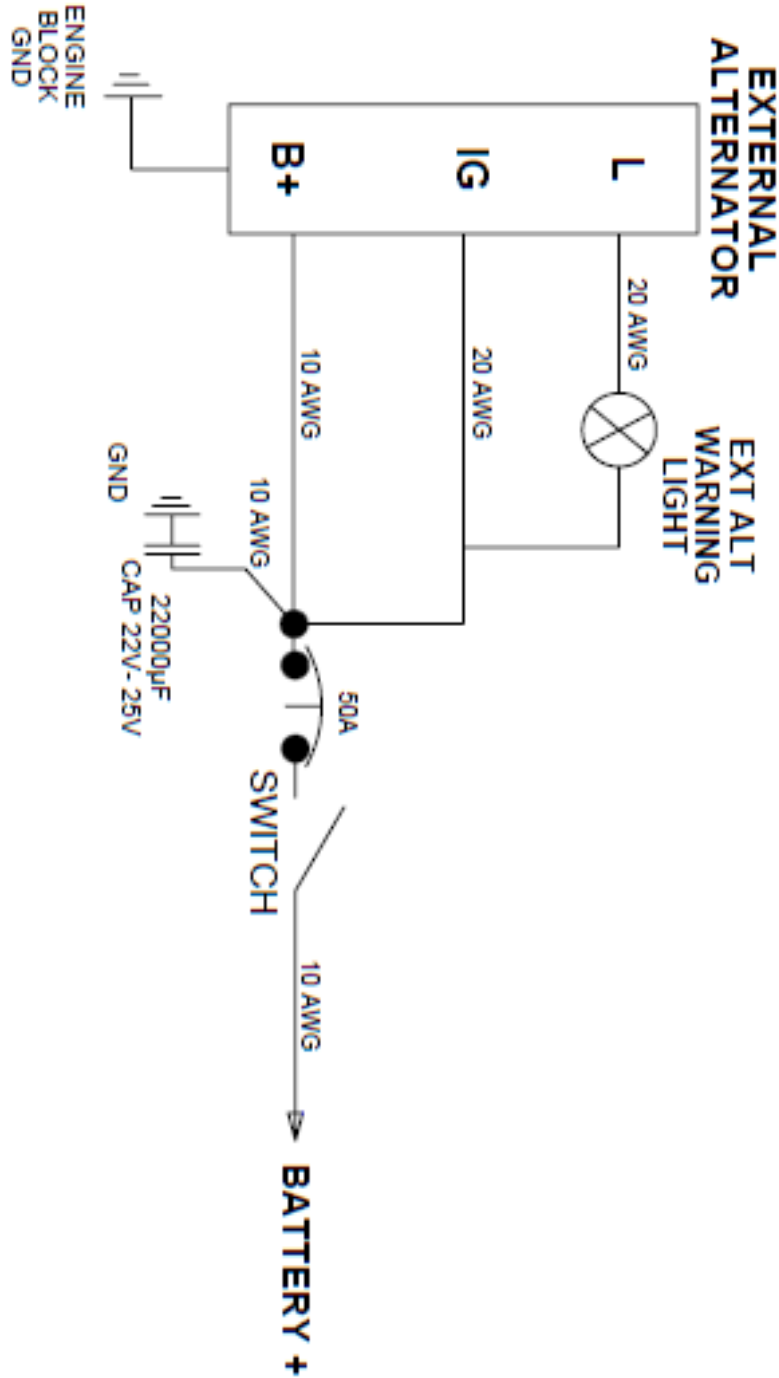 EXTERNAL
ALTERNATOR
L
IG
B+
ENGINE
BLOCK
GND
20 AWG
EXT ALT
WARNING
LIGHT
20 AWG
10 AWG
10 AWG
GND
22000µF
CAP 22V- 25V
50A
SWITCH
10 AWG
BATTERY +